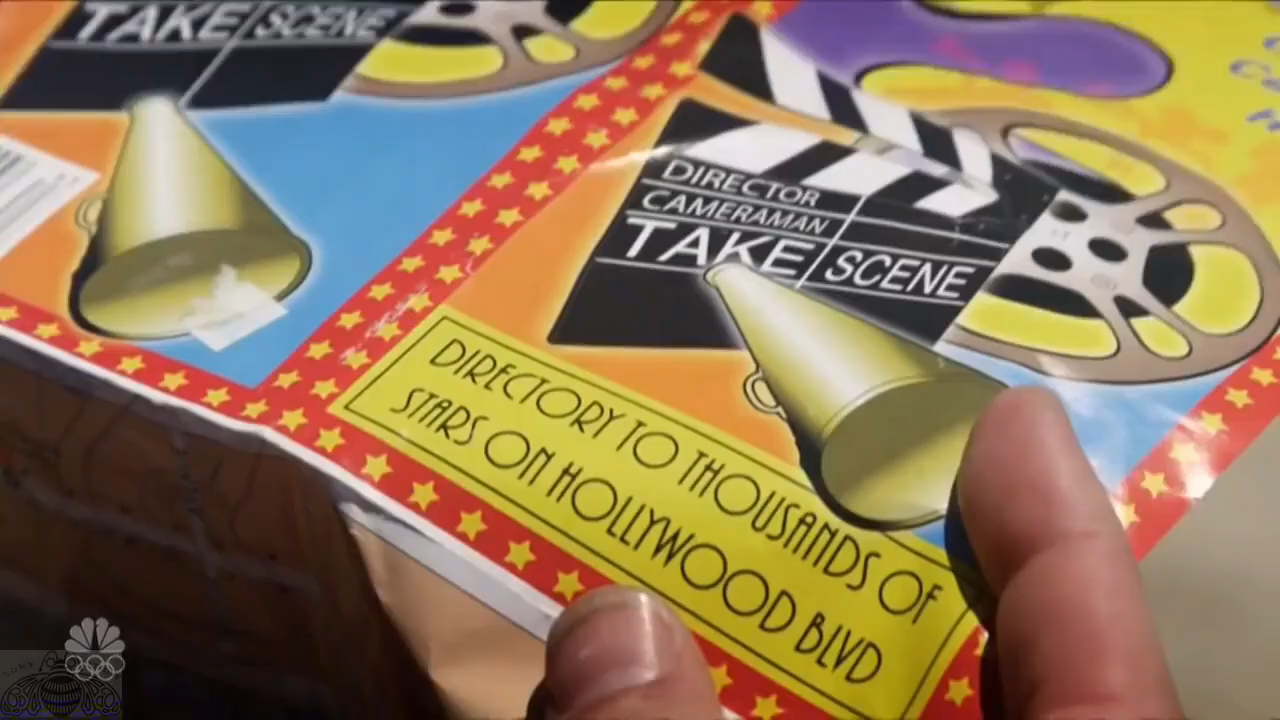 TAKE SCENE
DIRECTOR
CAMERAMAN
TAKE SCENE
DIRECTORY TO THOUSANDS OF
STARS ON HOLLYWOOD BLVD